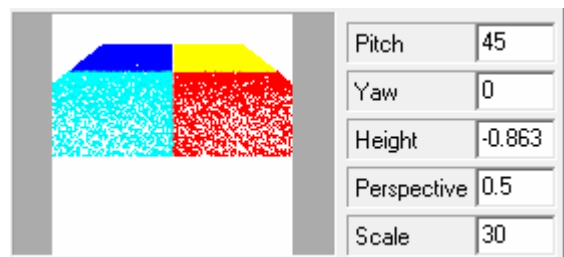 Pitch 45
Yaw 0
Height -0.863
Perspective 0.5
Scale 30